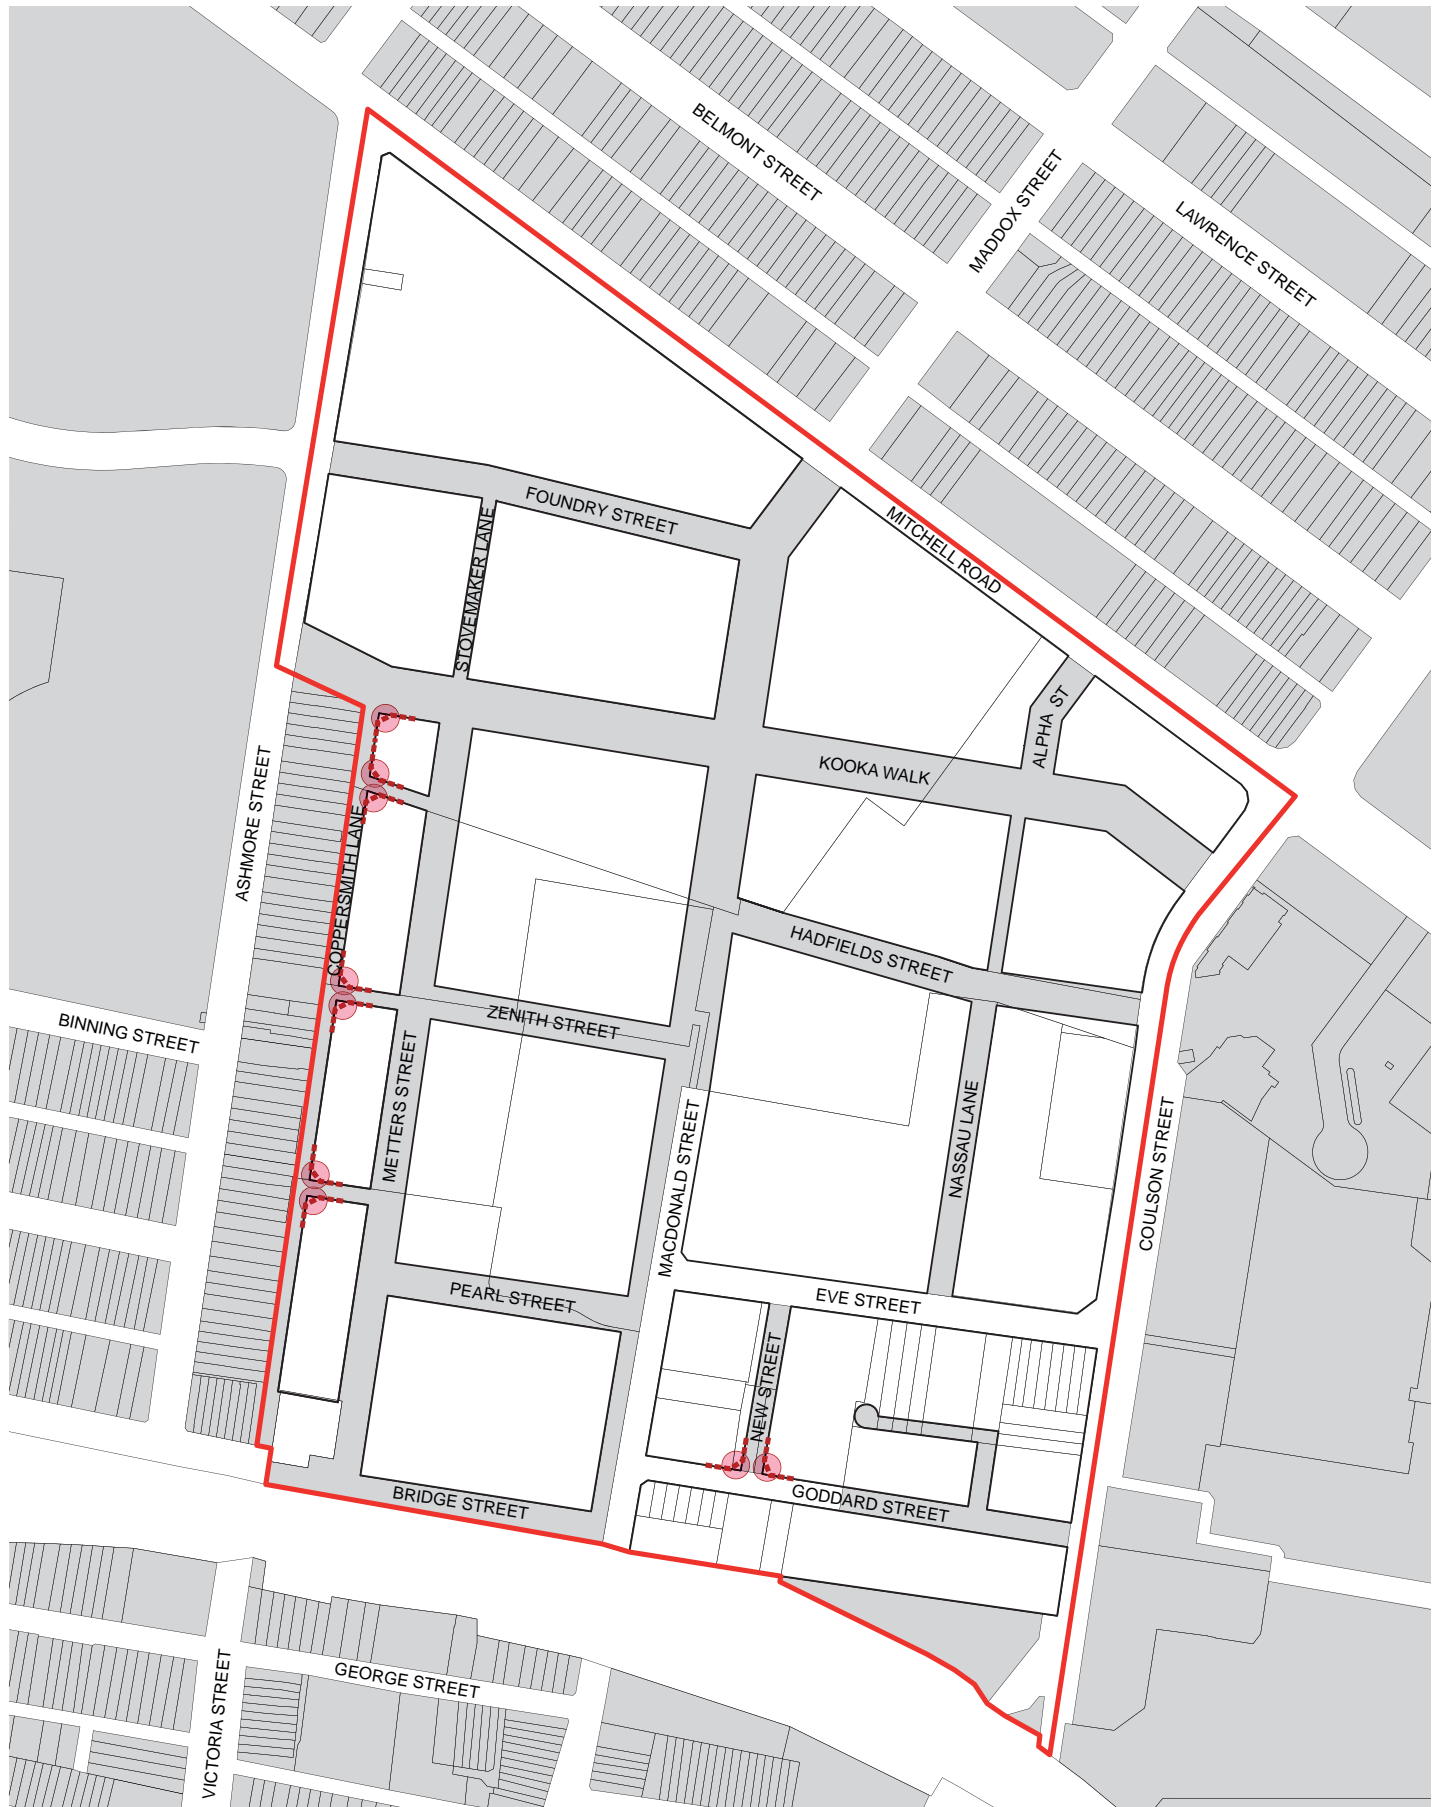 BELMONT STREET
MADDOX STREET
LAWRENCE STREET
FOUNDRY STREET
MITCHELL ROAD
STOVEMAKER LANE
ALPHA ST
KOOKA WALK
ASHMORE STREET
COPPERSMITH LANE
HADFIELDS STREET
ZENITH STREET
BINNING STREET
METTERS STREET
NASSAU LANE
MACDONALD STREET
COULSON STREET
PEARL STREET
EVE STREET
NEW STREET
BRIDGE STREET
GODDARD STREET
GEORGE STREET
VICTORIA STREET